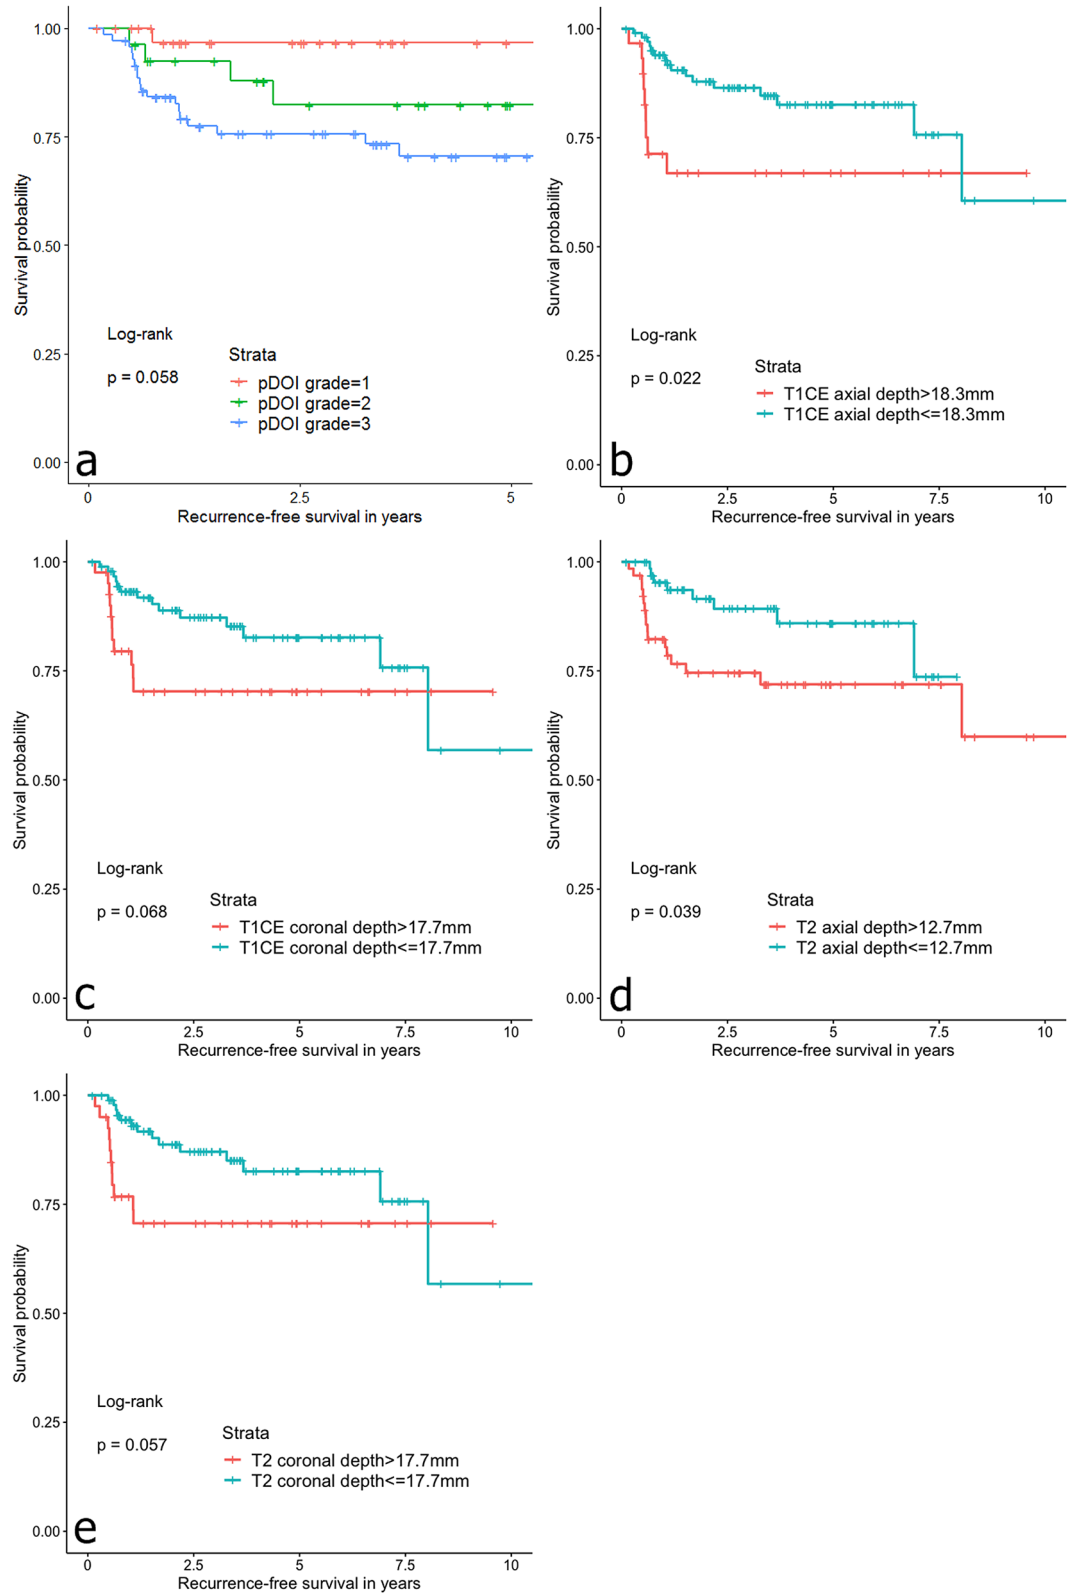 1.00
0.75
0.50
0.25
0.00
Survival probability
Log-rank
p = 0.058
Strata
pDOI grade=1
pDOI grade=2
pDOI grade=3
a
0 2.5 5
Recurrence-free survival in years
1.00
0.75
0.50
0.25
0.00
Survival probability
Log-rank
p = 0.022
Strata
T1CE axial depth>18.3mm
T1CE axial depth<=18.3mm
b
0 2.5 5 7.5 10
Recurrence-free survival in years
1.00
0.75
0.50
0.25
0.00
Survival probability
Log-rank
p = 0.068
Strata
T1CE coronal depth>17.7mm
T1CE coronal depth<=17.7mm
c
0 2.5 5 7.5 10
Recurrence-free survival in years
1.00
0.75
0.50
0.25
0.00
Survival probability
Log-rank
p = 0.039
Strata
T2 axial depth>12.7mm
T2 axial depth<=12.7mm
d
0 2.5 5 7.5 10
Recurrence-free survival in years
1.00
0.75
0.50
0.25
0.00
Survival probability
Log-rank
p = 0.057
Strata
T2 coronal depth>17.7mm
T2 coronal depth<=17.7mm
e
0 2.5 5 7.5 10
Recurrence-free survival in years